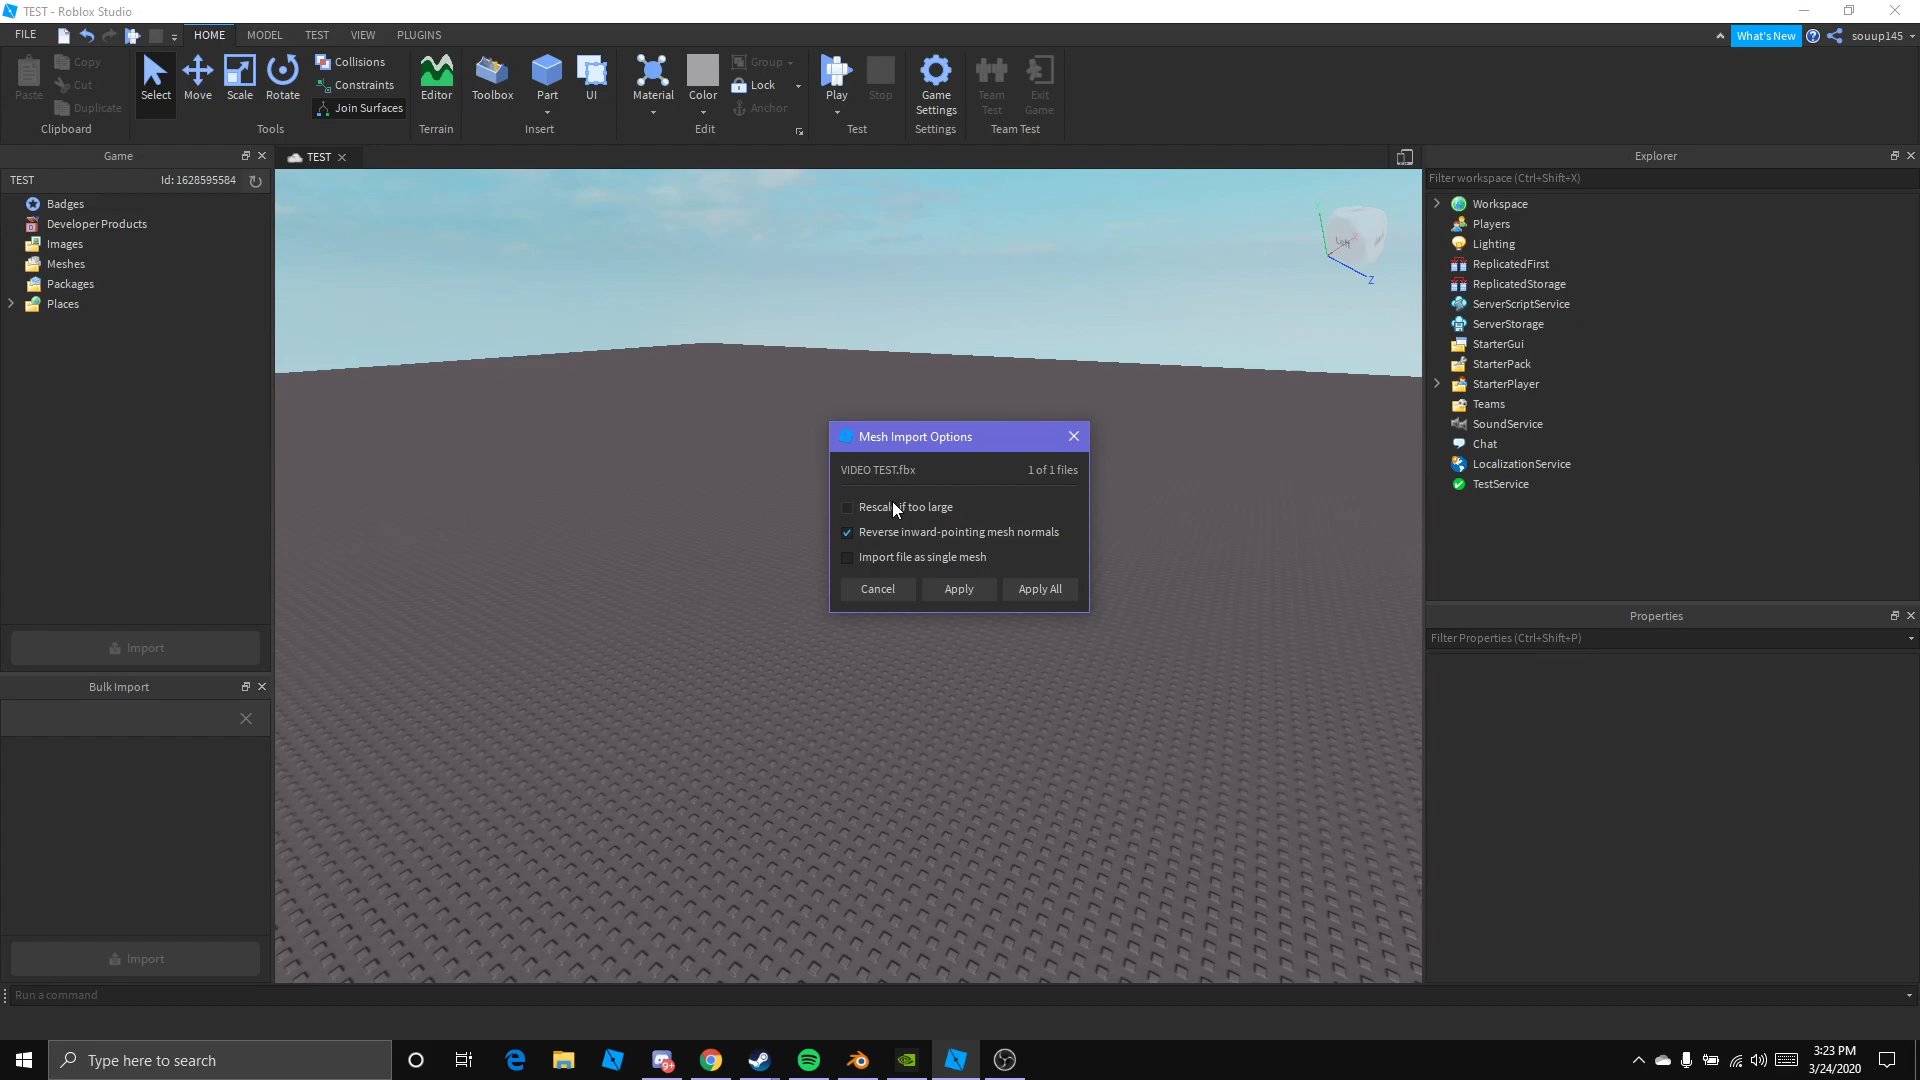 TEST - Roblox Studio
FILE
HOME
MODEL
TEST
VIEW
PLUGINS
What's New
souup145
Paste
Copy
Cut
Duplicate
Clipboard
Select
Move
Scale
Rotate
Collisions
Constraints
Join Surfaces
Tools
Editor
Terrain
Toolbox
Part
UI
Insert
Material
Color
Group
Lock
Anchor
Edit
Play
Stop
Test
Game
Settings
Settings
Team
Test
Exit
Game
Team Test
Game
TEST
Id: 1628595584
Badges
Developer Products
Images
Meshes
Packages
Places
Import
Bulk Import
Import
TEST
Left
Z
Mesh Import Options
VIDEO TEST.fbx
1 of 1 files
Rescale if too large
Reverse inward-pointing mesh normals
Import file as single mesh
Cancel
Apply
Apply All
Explorer
Filter workspace (Ctrl+Shift+X)
Workspace
Players
Lighting
ReplicatedFirst
ReplicatedStorage
ServerScriptService
ServerStorage
StarterGui
StarterPack
StarterPlayer
Teams
SoundService
Chat
LocalizationService
TestService
Properties
Filter Properties (Ctrl+Shift+P)
Run a command
Type here to search
9+
3:23 PM
3/24/2020